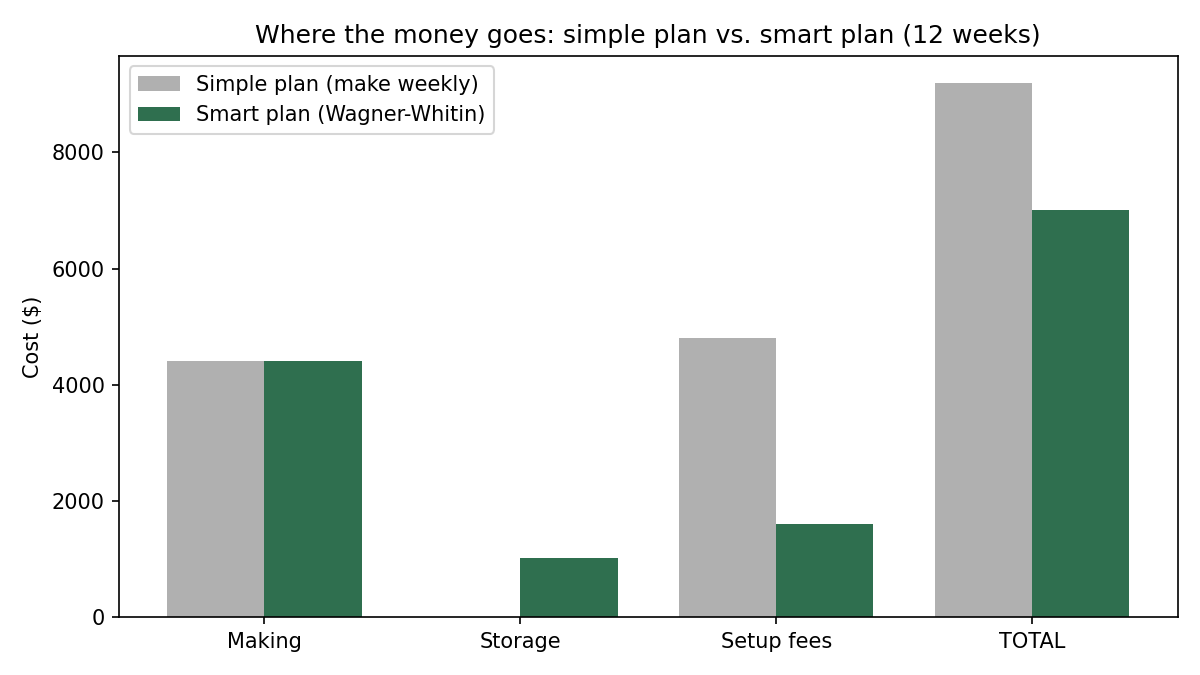 Where the money goes: simple plan vs. smart plan (12 weeks)
Simple plan (make weekly)
Smart plan (Wagner-Whitin)
Cost ($)
8000
6000
4000
2000
0
Making
Storage
Setup fees
TOTAL